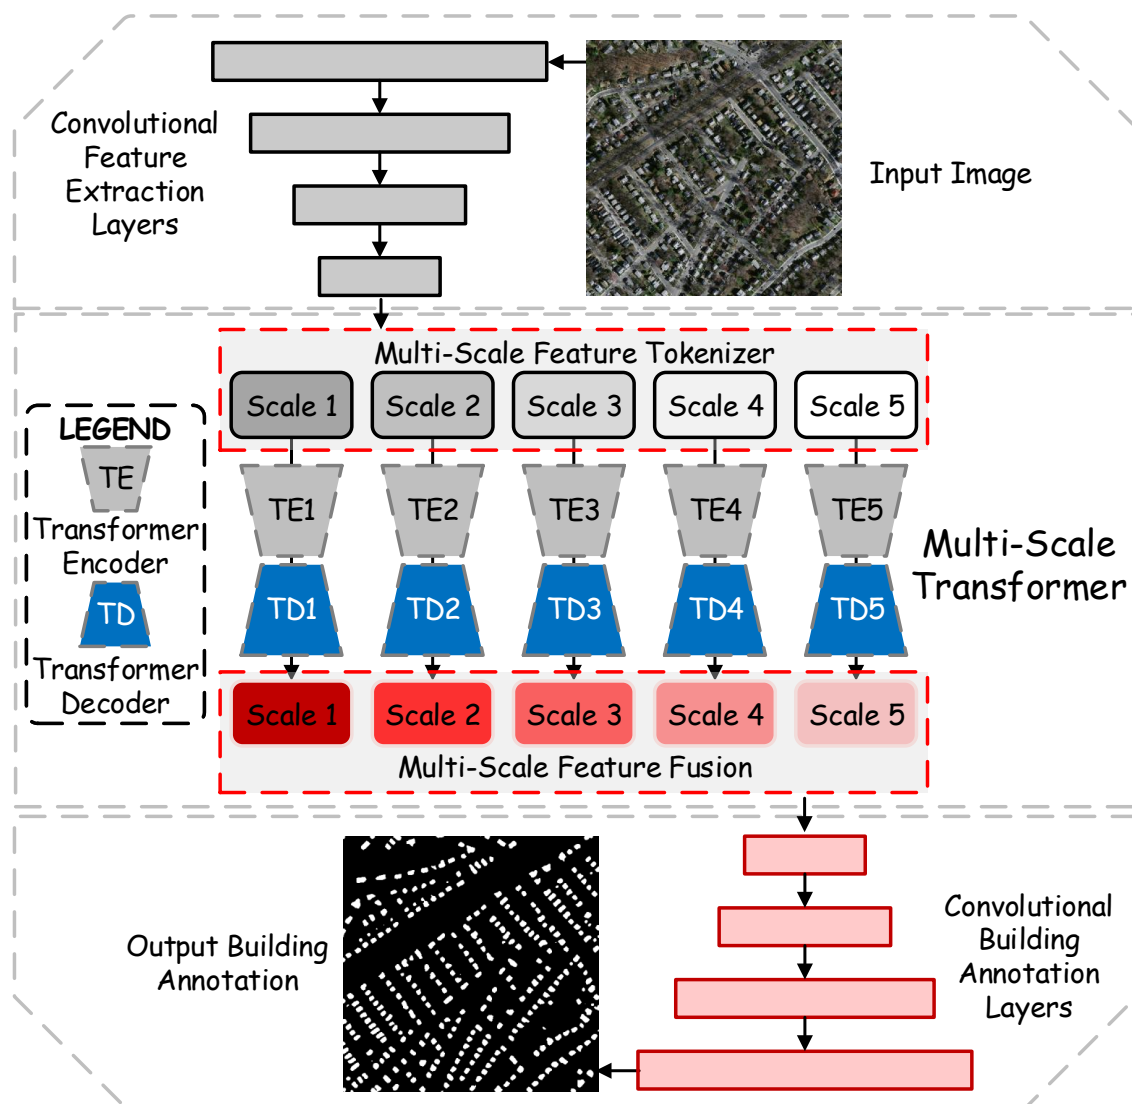 Convolutional
Feature
Extraction
Layers
Input Image
Multi-Scale Feature Tokenizer
Scale 1 Scale 2 Scale 3 Scale 4 Scale 5
LEGEND
TE
Transformer
Encoder
TD
Transformer
Decoder
TE1 TE2 TE3 TE4 TE5
TD1 TD2 TD3 TD4 TD5
Multi-Scale
Transformer
Scale 1 Scale 2 Scale 3 Scale 4 Scale 5
Multi-Scale Feature Fusion
Output Building
Annotation
Convolutional
Building
Annotation
Layers